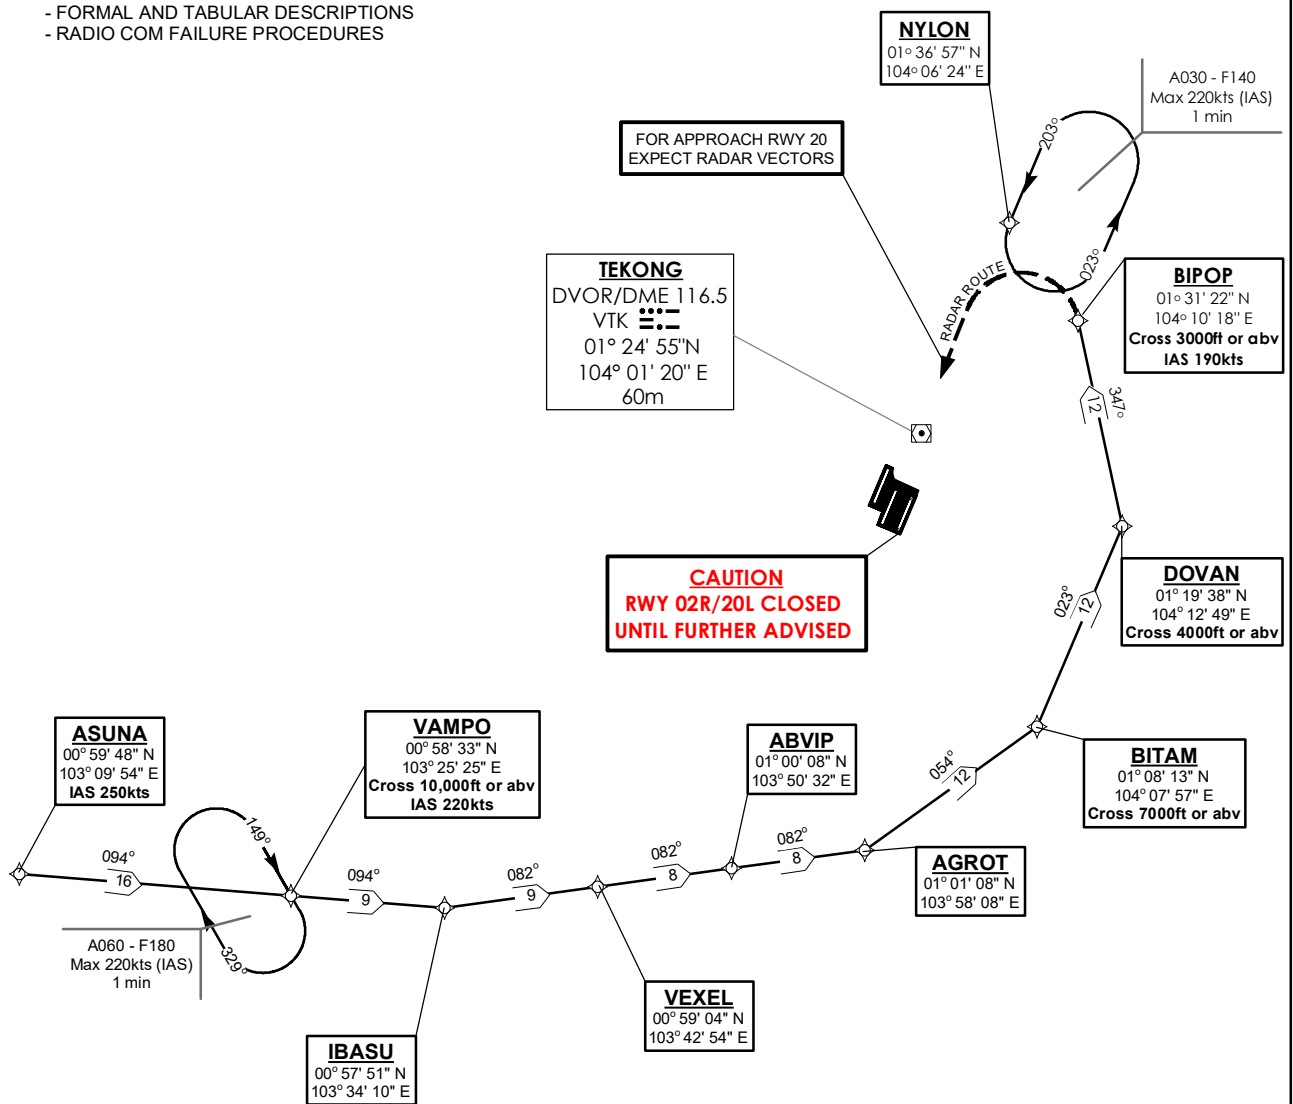 - FORMAL AND TABULAR DESCRIPTIONS
- RADIO COM FAILURE PROCEDURES
NYLON
01° 36' 57" N
104° 06' 24" E
A030 - F140
Max 220kts (IAS)
1 min
FOR APPROACH RWY 20
EXPECT RADAR VECTORS
203°
023°
RADAR ROUTE
TEKONG
DVOR/DME 116.5
VTK
01° 24' 55"N
104° 01' 20" E
60m
BIPOP
01° 31' 22" N
104° 10' 18" E
Cross 3000ft or abv
IAS 190kts
347°
12
CAUTION
RWY 02R/20L CLOSED
UNTIL FURTHER ADVISED
DOVAN
01° 19' 38" N
104° 12' 49" E
Cross 4000ft or abv
023°
12
ASUNA
00° 59' 48" N
103° 09' 54" E
IAS 250kts
VAMPO
00° 58' 33" N
103° 25' 25" E
Cross 10,000ft or abv
IAS 220kts
ABVIP
01° 00' 08" N
103° 50' 32" E
BITAM
01° 08' 13" N
104° 07' 57" E
Cross 7000ft or abv
054°
12
149°
329°
094°
16
094°
9
082°
9
082°
8
082°
8
AGROT
01° 01' 08" N
103° 58' 08" E
A060 - F180
Max 220kts (IAS)
1 min
VEXEL
00° 59' 04" N
103° 42' 54" E
IBASU
00° 57' 51" N
103° 34' 10" E